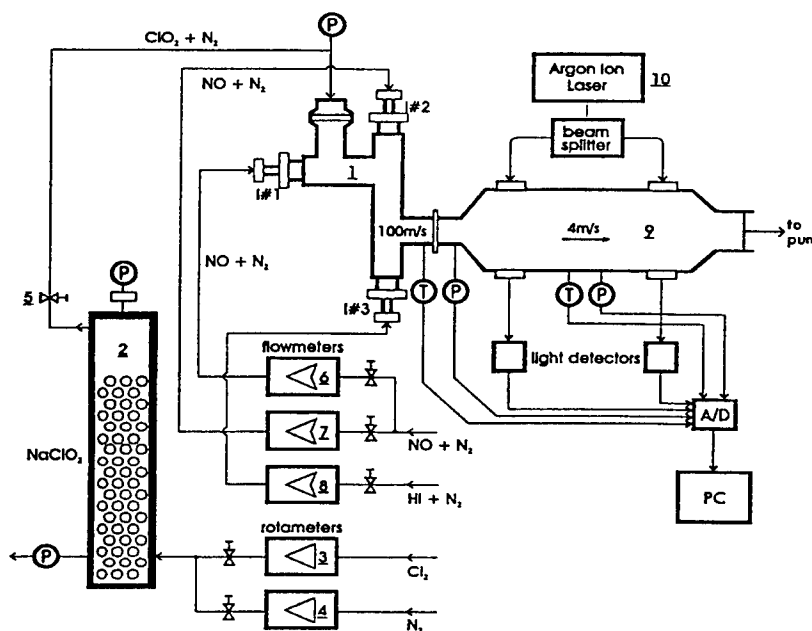 P
ClO₂ + N₂
NO + N₂
I#2
Argon Ion
Laser
10
beam
splitter
1
I#1
100m/s
4m/s
9
to
pum
NO + N₂
P
5
I#3
T
P
T
P
2
flowmeters
6
light detectors
A/D
NaClO₂
7
NO + N₂
8
HI + N₂
PC
rotameters
P
3
Cl₂
4
N₂